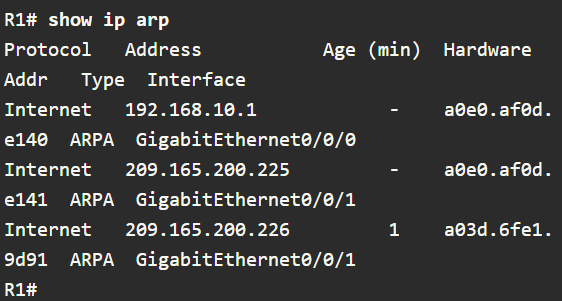 R1# show ip arp
Protocol   Address           Age (min)  Hardware
Addr   Type  Interface
Internet   192.168.10.1            -    a0e0.af0d.
e140  ARPA  GigabitEthernet0/0/0
Internet   209.165.200.225         -    a0e0.af0d.
e141  ARPA  GigabitEthernet0/0/1
Internet   209.165.200.226         1    a03d.6fe1.
9d91  ARPA  GigabitEthernet0/0/1
R1#